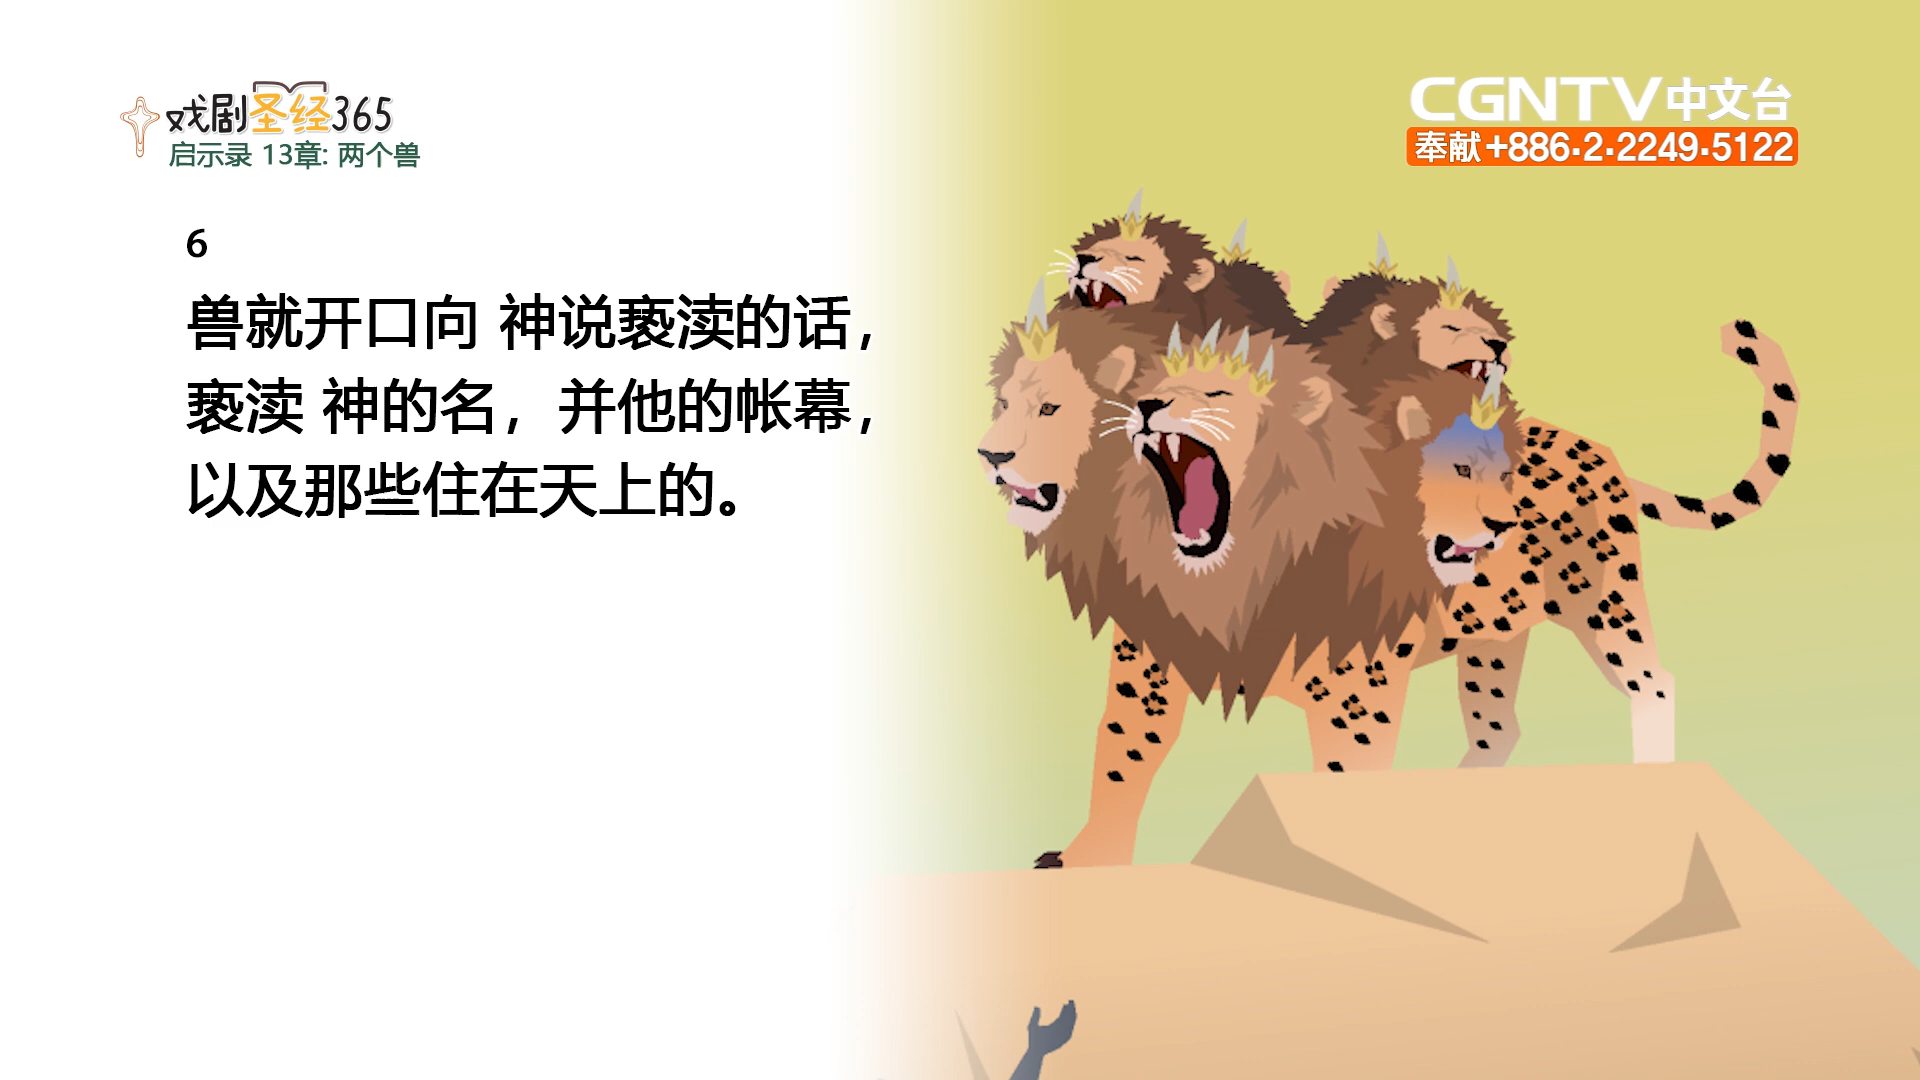 戏剧圣经365
启示录 13章: 两个兽
CGNTV中文台
奉献+886·2·2249·5122
6
兽就开口向 神说亵渎的话，
亵渎 神的名，并他的帐幕，
以及那些住在天上的。